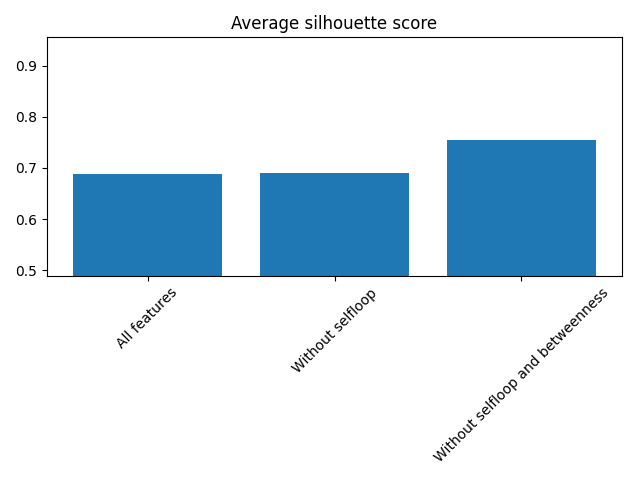 Average silhouette score
0.9
0.8
0.7
0.6
0.5
All features
Without selfloop
Without selfloop and betweenness